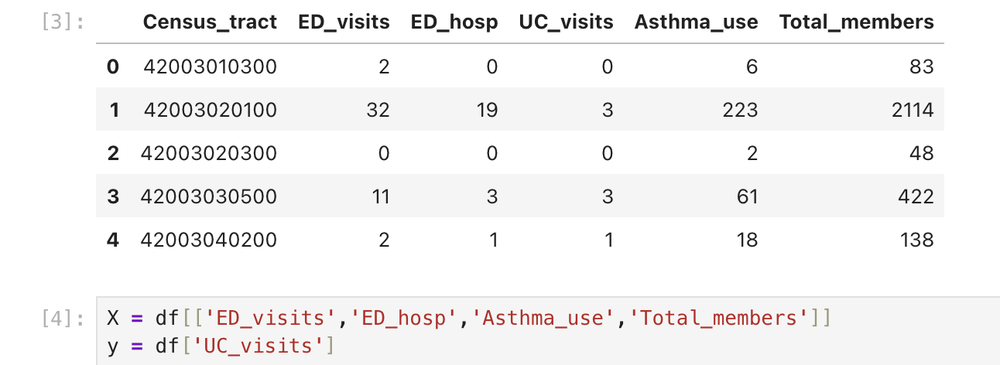 [3]: Census_tract ED_visits ED_hosp UC_visits Asthma_use Total_members
0 42003010300 2 0 0 6 83
1 42003020100 32 19 3 223 2114
2 42003020300 0 0 0 2 48
3 42003030500 11 3 3 61 422
4 42003040200 2 1 1 18 138
[4]: X = df[['ED_visits','ED_hosp','Asthma_use','Total_members']]
y = df['UC_visits']